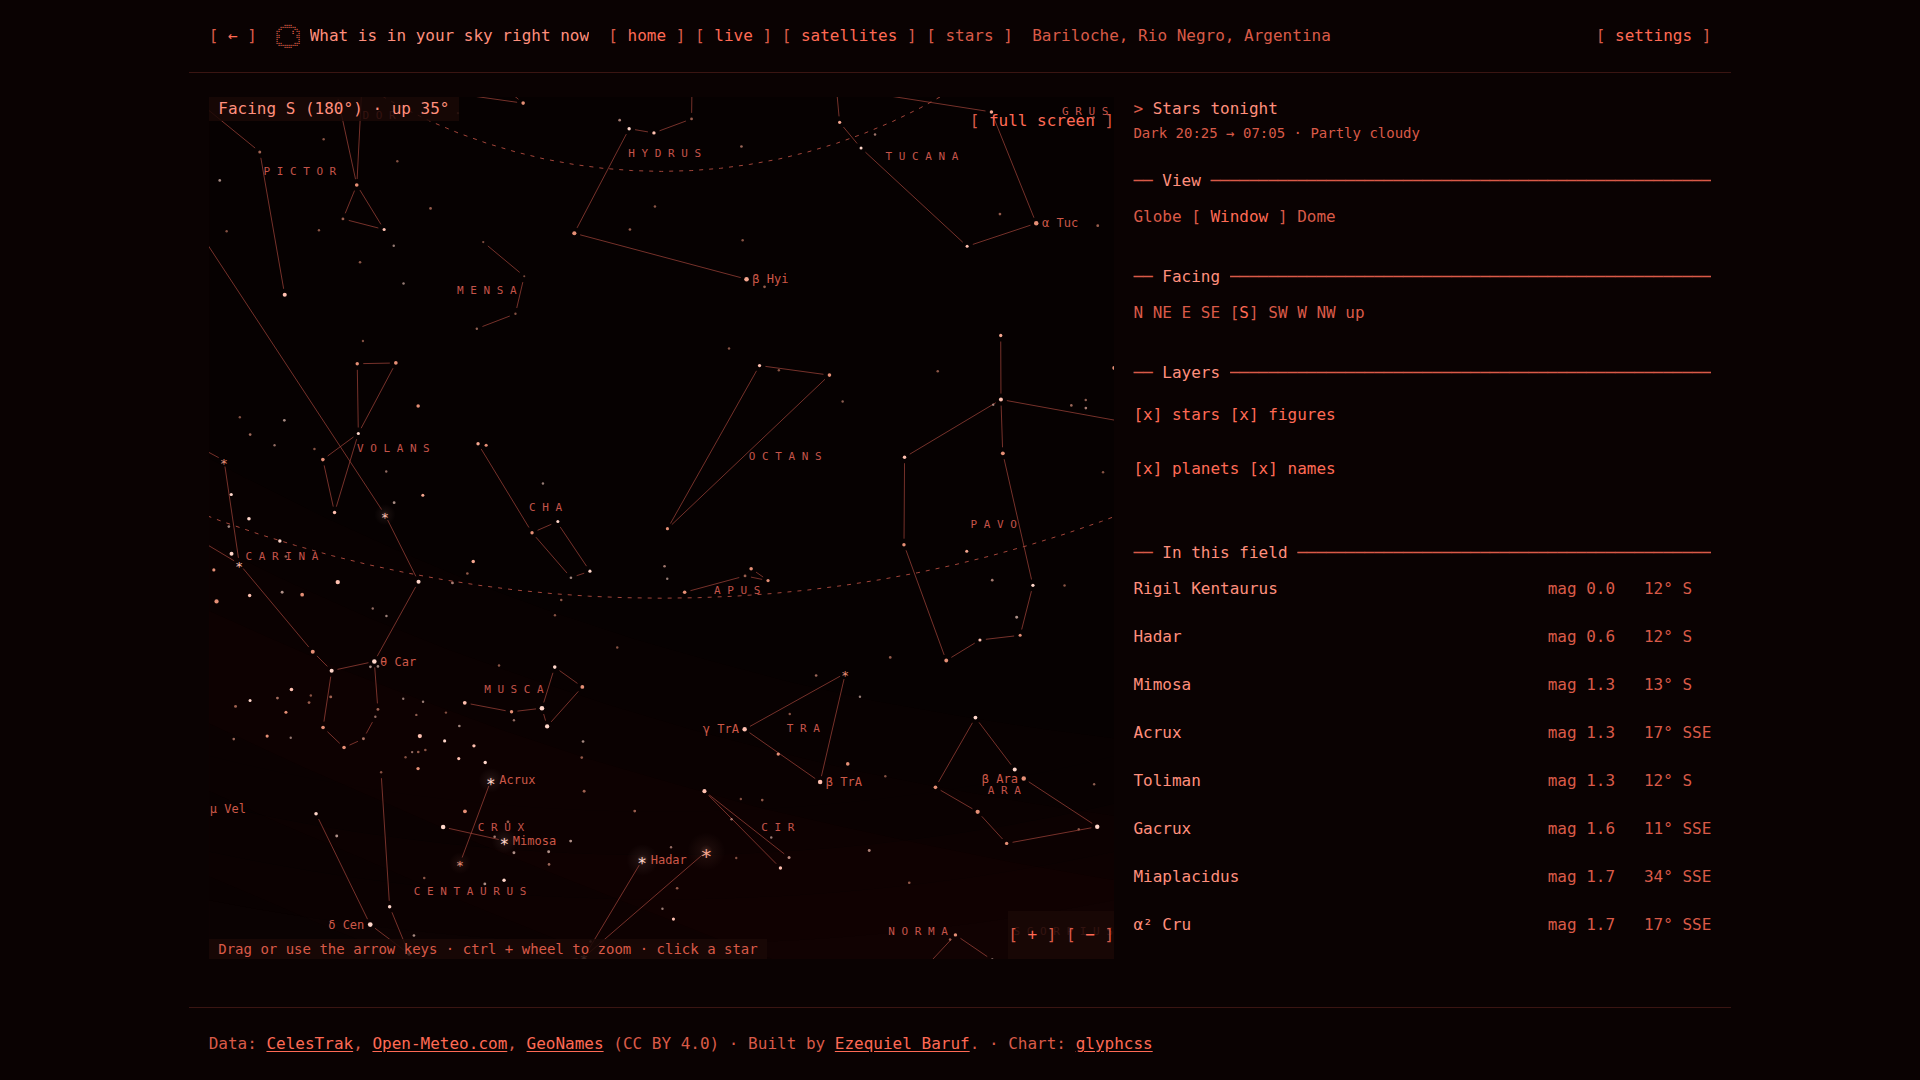 [ ← ] What is in your sky right now [ home ] [ live ] [ satellites ] [ stars ] Bariloche, Rio Negro, Argentina [ settings ]
Facing S (180°) · up 35°
[ full screen ]
GRUS
HYDRUS
TUCANA
PICTOR
α Tuc
β Hyi
MENSA
VOLANS
OCTANS
CHA
PAVO
CARINA
APUS
θ Car
MUSCA
γ TrA
TRA
β TrA
β Ara
ARA
Acrux
μ Vel
CRUX
CIR
Mimosa
Hadar
CENTAURUS
δ Cen
NORMA
[ + ] [ − ]
Drag or use the arrow keys · ctrl + wheel to zoom · click a star
> Stars tonight
Dark 20:25 → 07:05 · Partly cloudy
View
Globe [ Window ] Dome
Facing
N NE E SE [S] SW W NW up
Layers
[x] stars [x] figures
[x] planets [x] names
In this field
Rigil Kentaurus mag 0.0 12° S
Hadar mag 0.6 12° S
Mimosa mag 1.3 13° S
Acrux mag 1.3 17° SSE
Toliman mag 1.3 12° S
Gacrux mag 1.6 11° SSE
Miaplacidus mag 1.7 34° SSE
α² Cru mag 1.7 17° SSE
Data: CelesTrak, Open-Meteo.com, GeoNames (CC BY 4.0) · Built by Ezequiel Baruf. · Chart: glyphcss